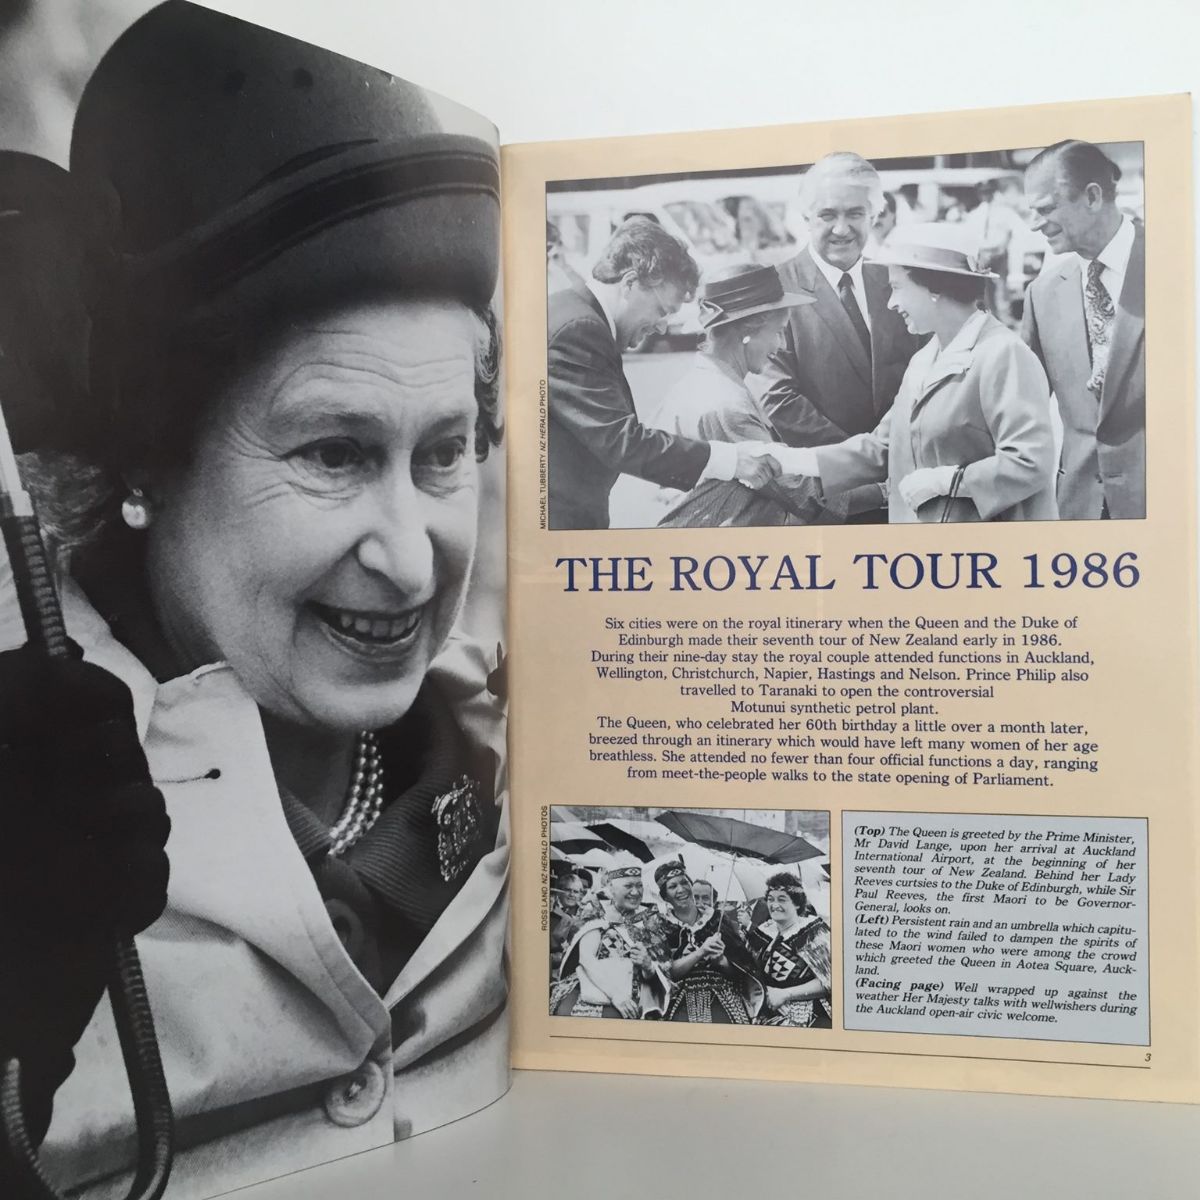 MICHAEL TUBBERTY NZ HERALD PHOTO
THE ROYAL TOUR 1986
Six cities were on the royal itinerary when the Queen and the Duke of
Edinburgh made their seventh tour of New Zealand early in 1986.
During their nine-day stay the royal couple attended functions in Auckland,
Wellington, Christchurch, Napier, Hastings and Nelson. Prince Philip also
travelled to Taranaki to open the controversial
Motunui synthetic petrol plant.
The Queen, who celebrated her 60th birthday a little over a month later,
breezed through an itinerary which would have left many women of her age
breathless. She attended no fewer than four official functions a day, ranging
from meet-the-people walks to the state opening of Parliament.
ROSS LAND NZ HERALD PHOTOS
(Top) The Queen is greeted by the Prime Minister,
Mr David Lange, upon her arrival at Auckland
International Airport, at the beginning of her
seventh tour of New Zealand. Behind her Lady
Reeves curtsies to the Duke of Edinburgh, while Sir
Paul Reeves, the first Maori to be Governor-
General, looks on.
(Left) Persistent rain and an umbrella which capitu-
lated to the wind failed to dampen the spirits of
these Maori women who were among the crowd
which greeted the Queen in Aotea Square, Auck-
land.
(Facing page) Well wrapped up against the
weather Her Majesty talks with wellwishers during
the Auckland open-air civic welcome.
3